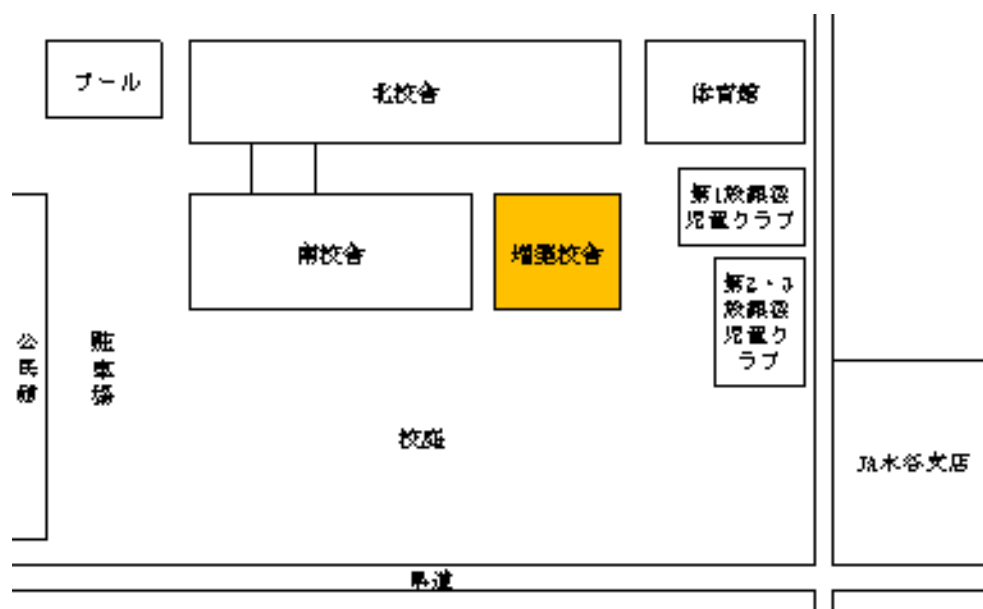 プール
北校舎
体育館
第1放課後
児童クラブ
南校舎
増築校舎
第2・3
放課後
児童ク
ラブ
公民館
駐車場
校庭
JA水谷支店
県道